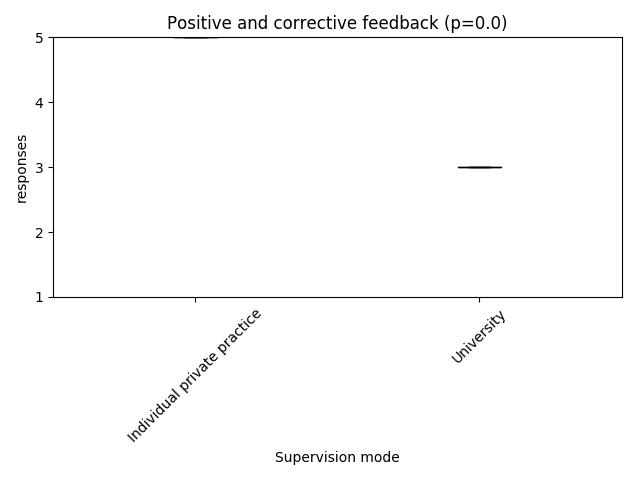 Positive and corrective feedback (p=0.0)
5
4
3
2
1
responses
Individual private practice
University
Supervision mode